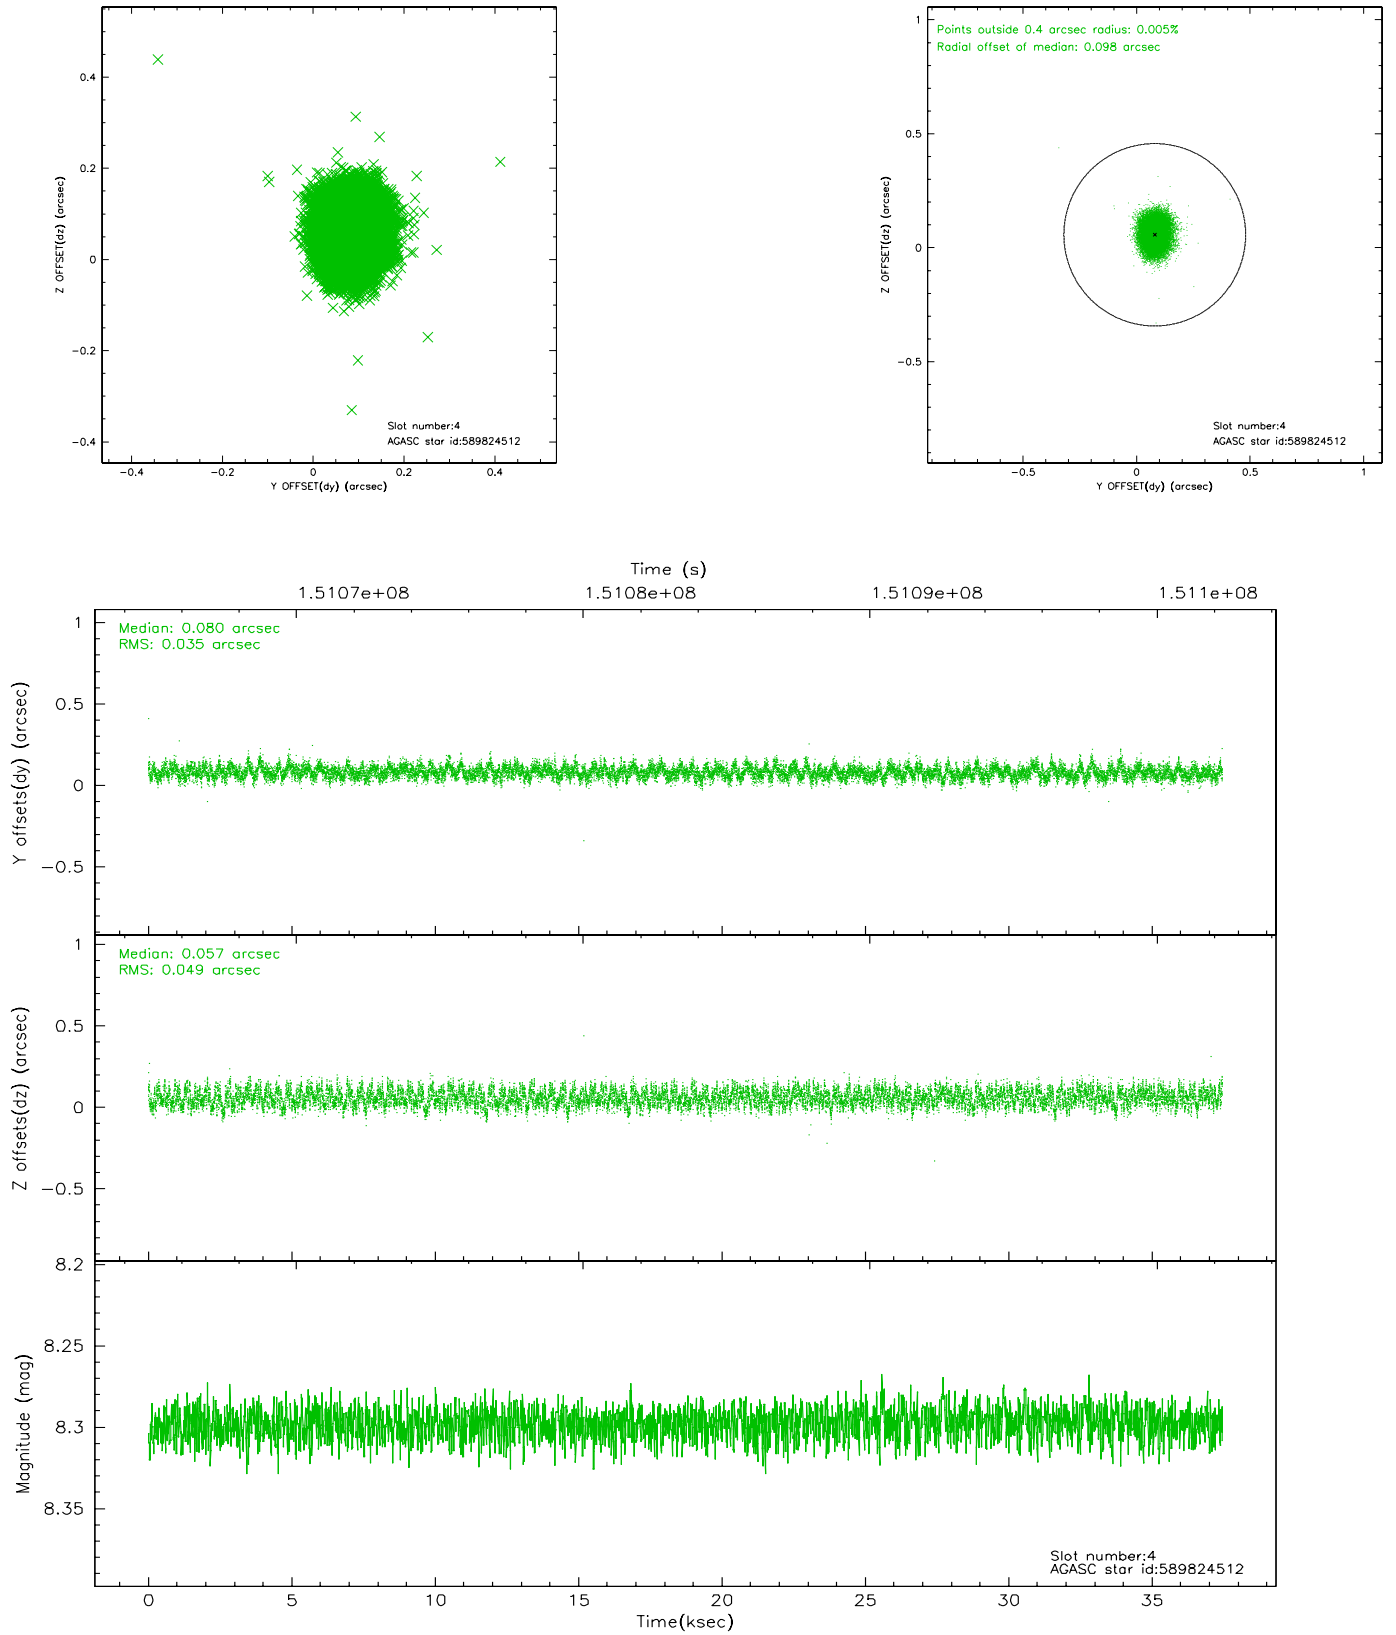 0.4
0.2
0
−0.2
−0.4
Z OFFSET(dz) (arcsec)
Slot number:4
AGASC star id:589824512
−0.4
−0.2
0
0.2
0.4
Y OFFSET(dy) (arcsec)
Points outside 0.4 arcsec radius: 0.005%
Radial offset of median: 0.098 arcsec
1
0.5
0
−0.5
Z OFFSET(dz) (arcsec)
Slot number:4
AGASC star id:589824512
−0.5
0
0.5
1
Y OFFSET(dy) (arcsec)
Time (s)
1.5107e+08
1.5108e+08
1.5109e+08
1.511e+08
Median: 0.080 arcsec
RMS: 0.035 arcsec
1
0.5
0
−0.5
Y offsets(dy) (arcsec)
Median: 0.057 arcsec
RMS: 0.049 arcsec
1
0.5
0
−0.5
Z offsets(dz) (arcsec)
8.2
8.25
8.3
8.35
Magnitude (mag)
Slot number:4
AGASC star id:589824512
0
5
10
15
20
25
30
35
Time(ksec)